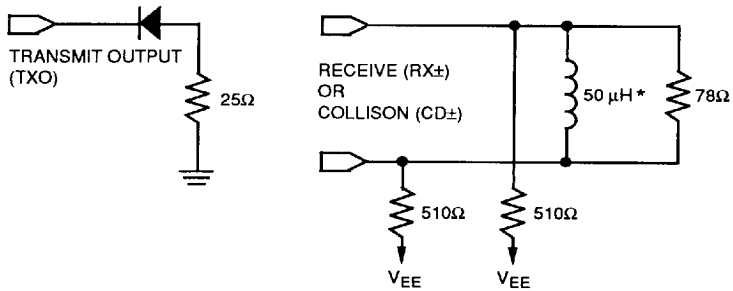 TRANSMIT OUTPUT
(TXO)
25Ω
RECEIVE (RX±)
OR
COLLISON (CD±)
50 µH *
78Ω
510Ω
510Ω
VEE
VEE